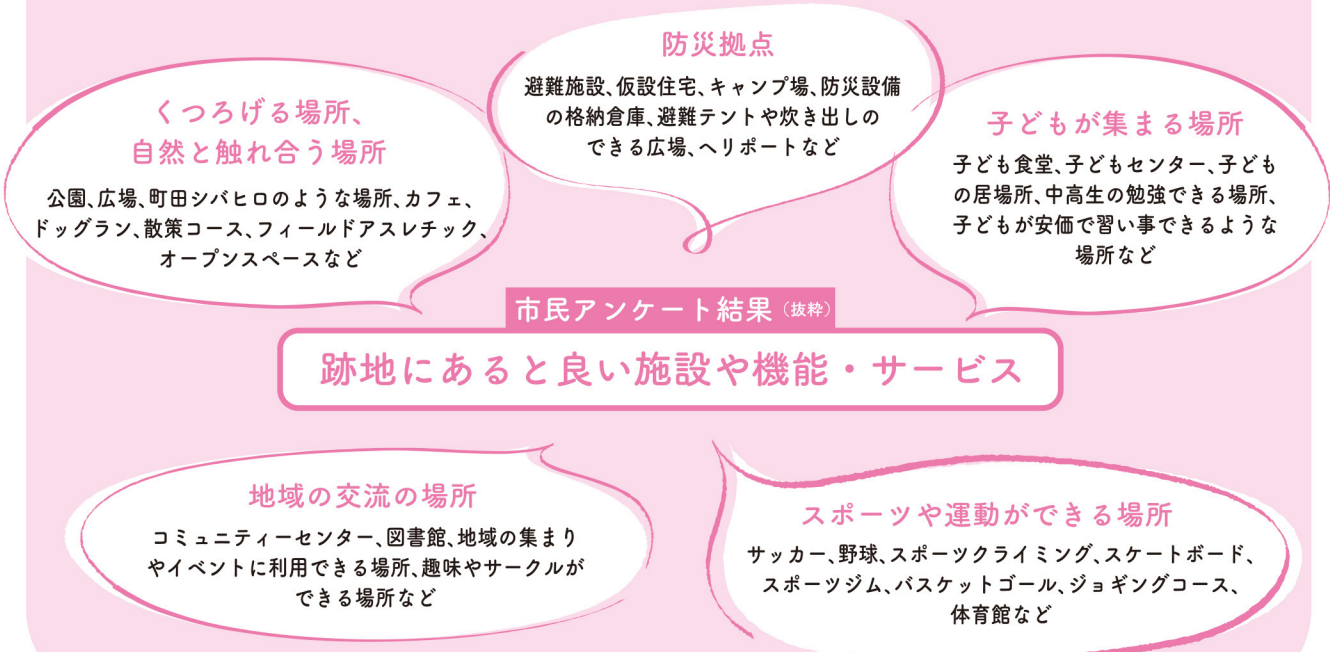 防災拠点
避難施設、仮設住宅、キャンプ場、防災設備
の格納倉庫、避難テントや炊き出しの
できる広場、ヘリポートなど
くつろげる場所、
自然と触れ合う場所
公園、広場、町田シバヒロのような場所、カフェ、
ドッグラン、散策コース、フィールドアスレチック、
オープンスペースなど
子どもが集まる場所
子ども食堂、子どもセンター、子ども
の居場所、中高生の勉強できる場所、
子どもが安価で習い事できるような
場所など
市民アンケート結果（抜粋）
跡地にあると良い施設や機能・サービス
地域の交流の場所
コミュニティーセンター、図書館、地域の集まり
やイベントに利用できる場所、趣味やサークルが
できる場所など
スポーツや運動ができる場所
サッカー、野球、スポーツクライミング、スケートボード、
スポーツジム、バスケットゴール、ジョギングコース、
体育館など